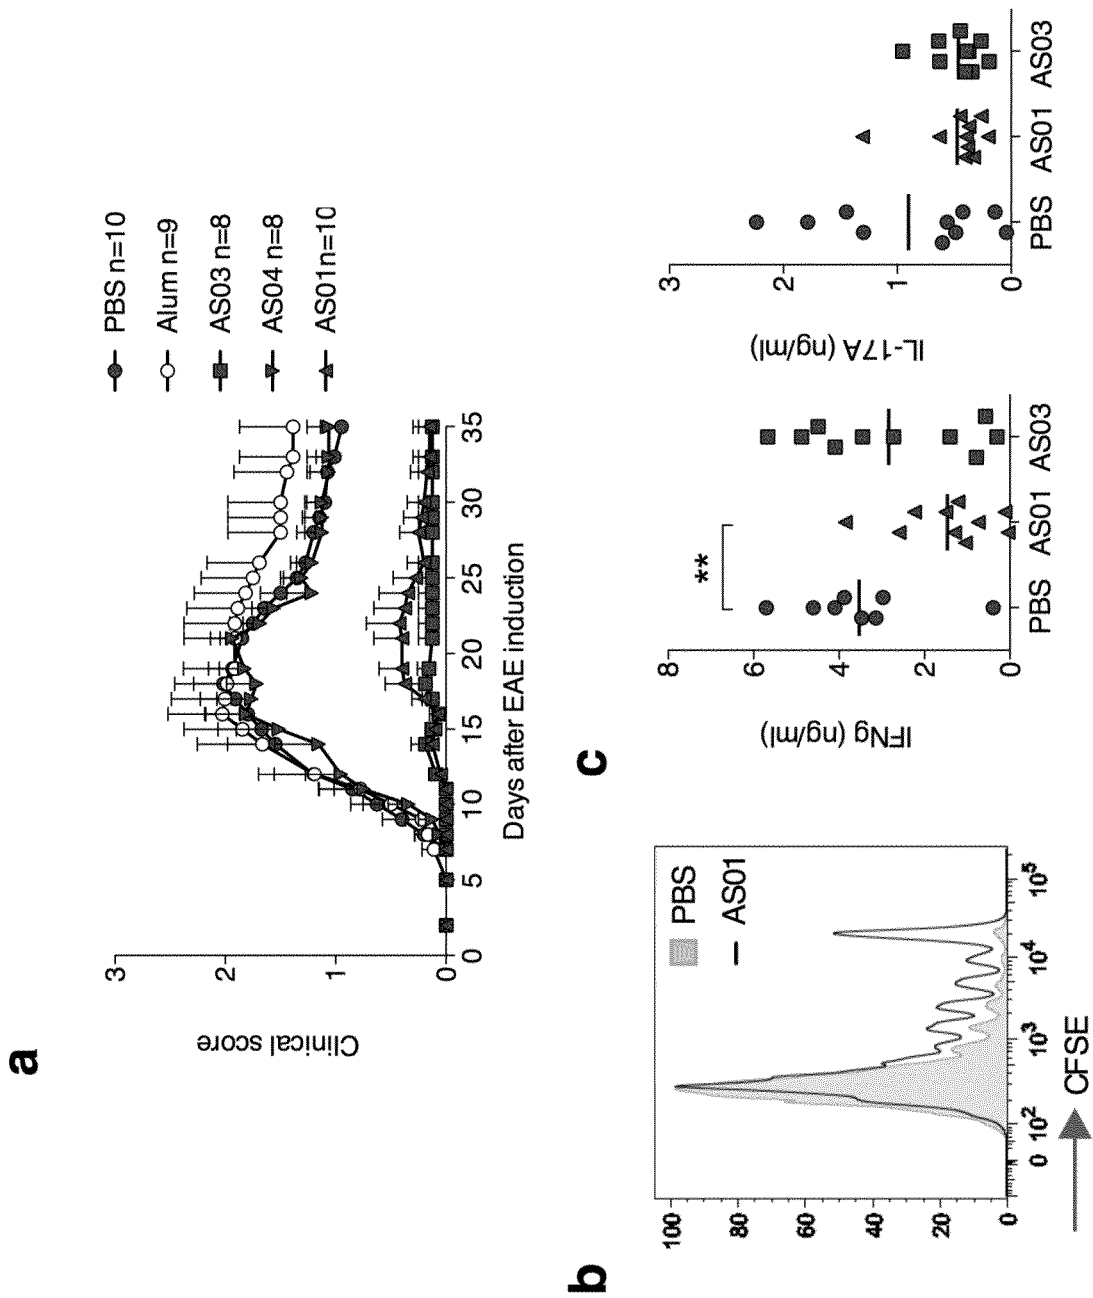 a
Clinical score
3
2
1
0
0 5 10 15 20 25 30 35
Days after EAE induction
PBS n=10
Alum n=9
AS03 n=8
AS04 n=8
AS01n=10
b
100
80
60
40
20
0
0 10² 10³ 10⁴ 10⁵
CFSE
PBS
AS01
c
IFNg (ng/ml)
8
6
4
2
0
**
PBS AS01 AS03
IL-17A (ng/ml)
3
2
1
0
PBS AS01 AS03